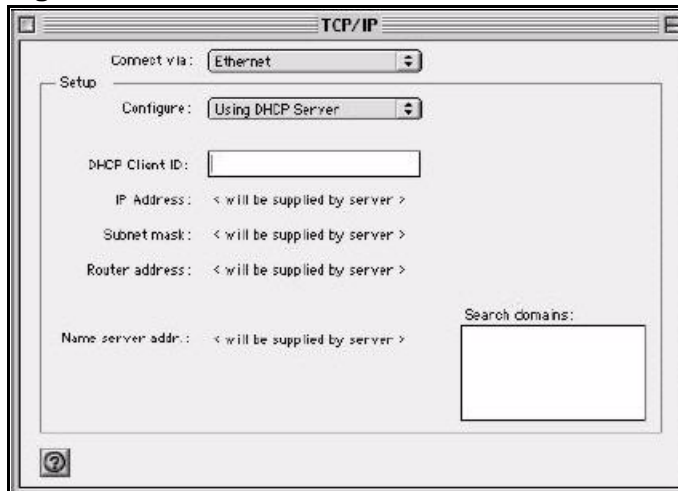 TCP/IP
Connect via: Ethernet
Setup
Configure: Using DHCP Server
DHCP Client ID:
IP Address: < will be supplied by server >
Subnet mask: < will be supplied by server >
Router address: < will be supplied by server >
Search domains:
Name server addr.: < will be supplied by server >
?